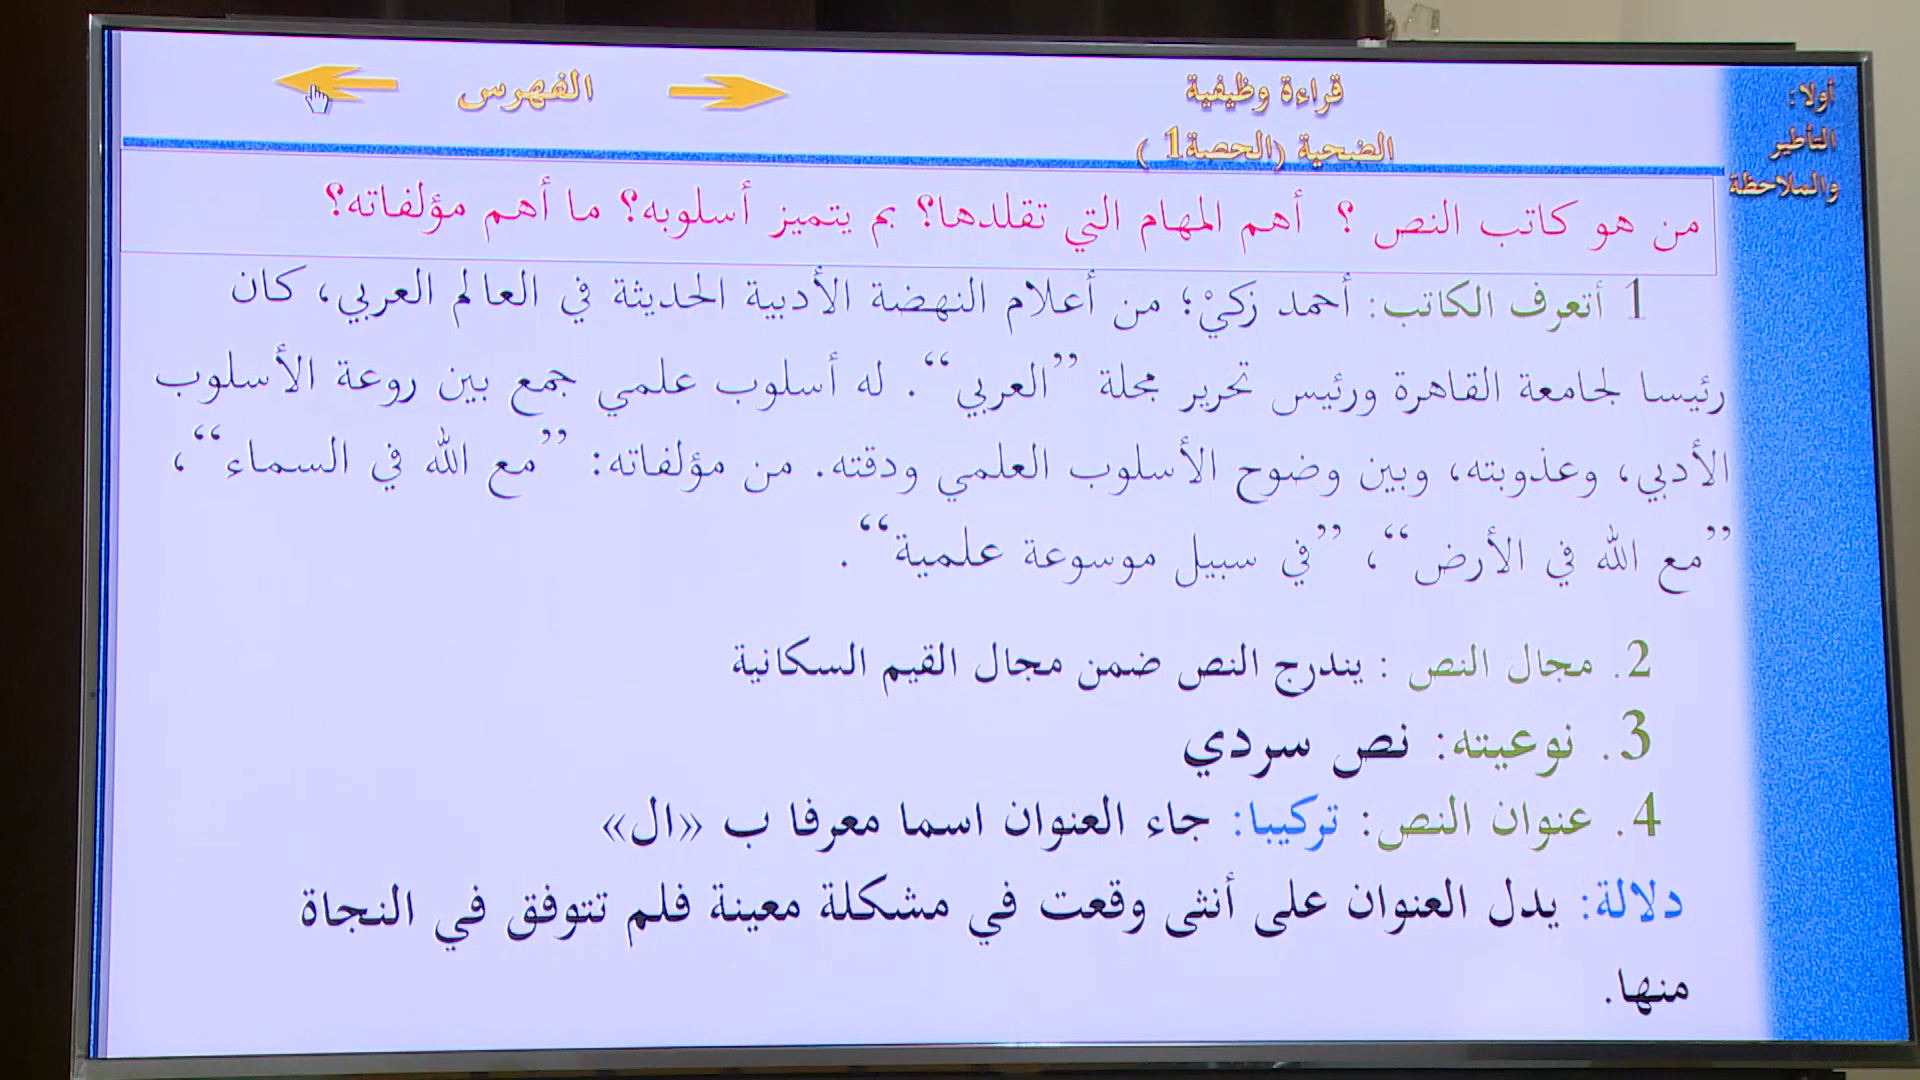 أولا:
التأطير
والملاحظة
قراءة وظيفية
الضحية (الحصة1 )
الفهرس
من هو كاتب النص ؟ أهم المهام التي تقلدها؟ بم يتميز أسلوبه؟ ما أهم مؤلفاته؟
1 أتعرف الكاتب: أحمد زكيْ؛ من أعلام النهضة الأدبية الحديثة في العالم العربي، كان
رئيسا لجامعة القاهرة ورئيس تحرير مجلة ”العربي“. له أسلوب علمي جمع بين روعة الأسلوب
الأدبي، وعذوبته، وبين وضوح الأسلوب العلمي ودقته. من مؤلفاته: ”مع الله في السماء“،
”مع الله في الأرض“، ”في سبيل موسوعة علمية“.
2. مجال النص : يندرج النص ضمن مجال القيم السكانية
3. نوعيته: نص سردي
4. عنوان النص: تركيبا: جاء العنوان اسما معرفا ب «ال»
دلالة: يدل العنوان على أنثى وقعت في مشكلة معينة فلم تتوفق في النجاة
منها.